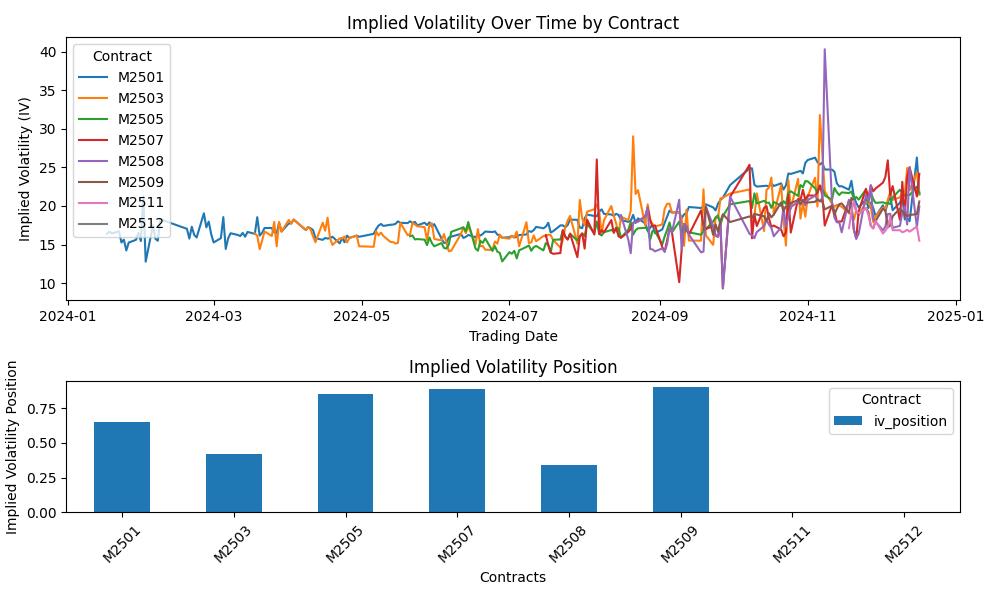 Implied Volatility Over Time by Contract
Implied Volatility (IV)
40
35
30
25
20
15
10
Contract
M2501
M2503
M2505
M2507
M2508
M2509
M2511
M2512
2024-01
2024-03
2024-05
2024-07
2024-09
2024-11
2025-01
Trading Date
Implied Volatility Position
Implied Volatility Position
0.75
0.50
0.25
0.00
Contract
iv_position
M2501
M2503
M2505
M2507
M2508
M2509
M2511
M2512
Contracts